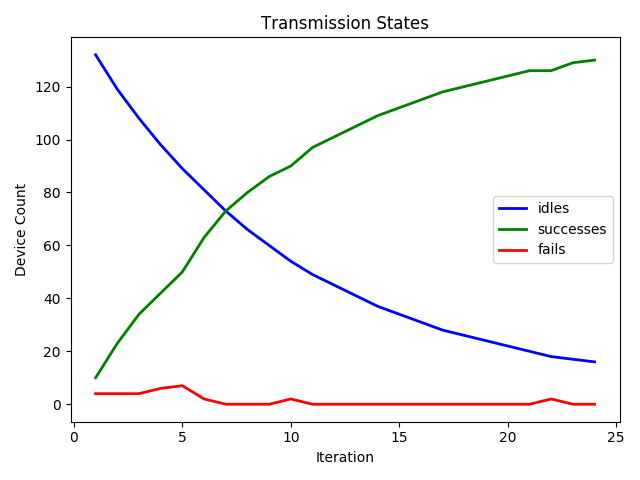 Transmission States
Device Count
120
100
80
60
40
20
0
idles
successes
fails
0 5 10 15 20 25
Iteration